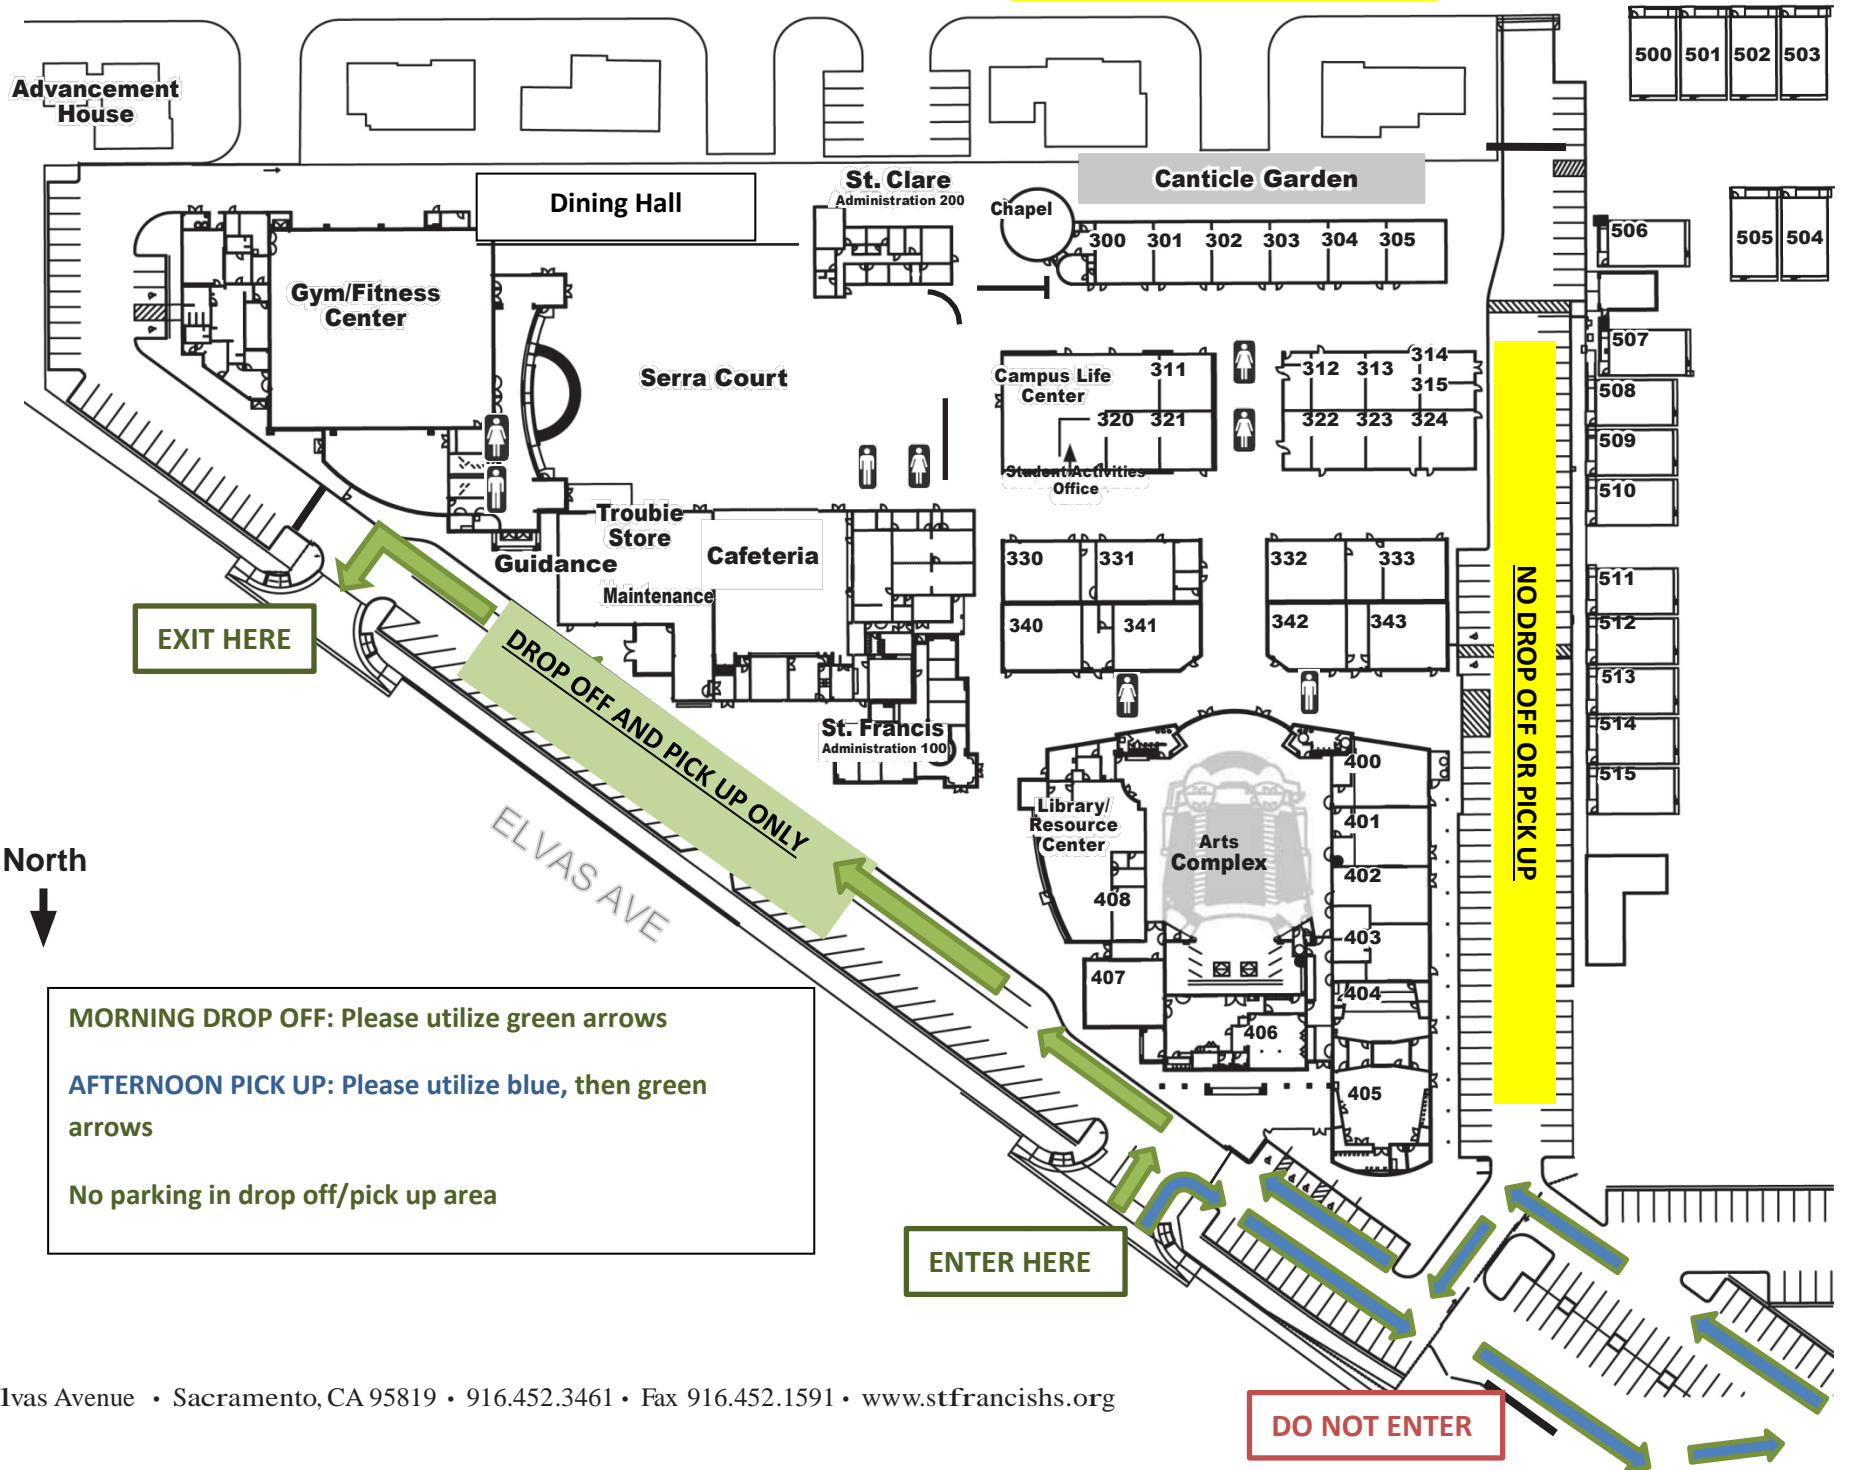 500 501 502 503
Advancement
House
St. Clare
Administration 200
Canticle Garden
Dining Hall
Chapel
506
505 504
300 301 302 303 304 305
Gym/Fitness
Center
507
Serra Court
Campus Life
Center
311
312 313 314
315
508
320 321
322 323 324
509
Student Activities
Office
510
Troubie
Store
Cafeteria
Guidance
Maintenance
330 331
332 333
511
340 341
342 343
512
EXIT HERE
DROP OFF AND PICK UP ONLY
NO DROP OFF OR PICK UP
513
514
515
St. Francis
Administration 100
400
Library/
Resource
Center
Arts
Complex
401
402
408
403
ELVAS AVE
North
407
404
406
405
MORNING DROP OFF: Please utilize green arrows
AFTERNOON PICK UP: Please utilize blue, then green
arrows
No parking in drop off/pick up area
ENTER HERE
lvas Avenue • Sacramento, CA 95819 • 916.452.3461 • Fax 916.452.1591 • www.stfrancishs.org
DO NOT ENTER